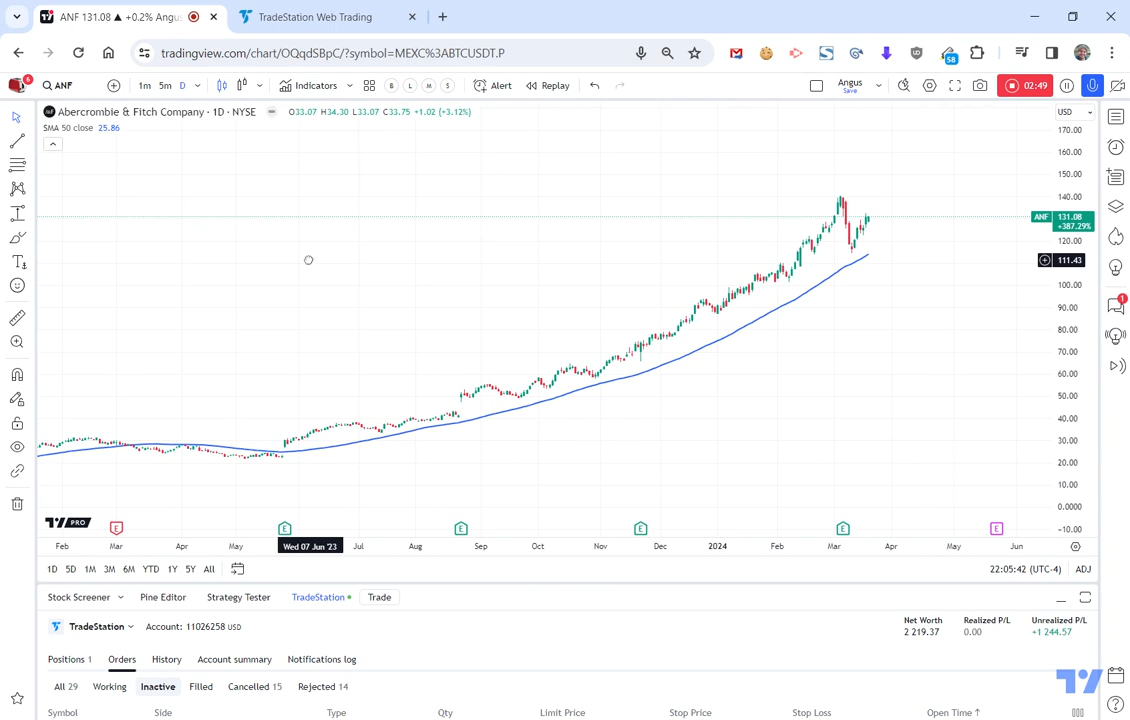 ANF 131.08 ▲ +0.2% Angus
TradeStation Web Trading
tradingview.com/chart/OQqdSBpC/?symbol=MEXC%3ABTCUSDT.P
58
6
ANF
1m 5m D
Indicators
B L M S
Alert
Replay
Angus
Save
02:49
Abercrombie & Fitch Company · 1D · NYSE
O33.07 H34.30 L33.07 C33.75 +1.02 (+3.12%)
SMA 50 close 25.86
USD
170.00
160.00
150.00
140.00
ANF 131.08
+387.29%
120.00
111.43
100.00
90.00
80.00
70.00
60.00
50.00
40.00
30.00
20.00
10.00
0.0000
−10.00
1
TV PRO
E E E E E E
Feb Mar Apr May Wed 07 Jun '23 Jul Aug Sep Oct Nov Dec 2024 Feb Mar Apr May Jun
1D 5D 1M 3M 6M YTD 1Y 5Y All
22:05:42 (UTC-4) ADJ
Stock Screener Pine Editor Strategy Tester TradeStation Trade
TradeStation Account: 11026258 USD
Net Worth Realized P/L Unrealized P/L
2 219.37 0.00 +1 244.57
Positions 1 Orders History Account summary Notifications log
All 29 Working Inactive Filled Cancelled 15 Rejected 14
Symbol Side Type Qty Limit Price Stop Price Stop Loss Open Time ↑